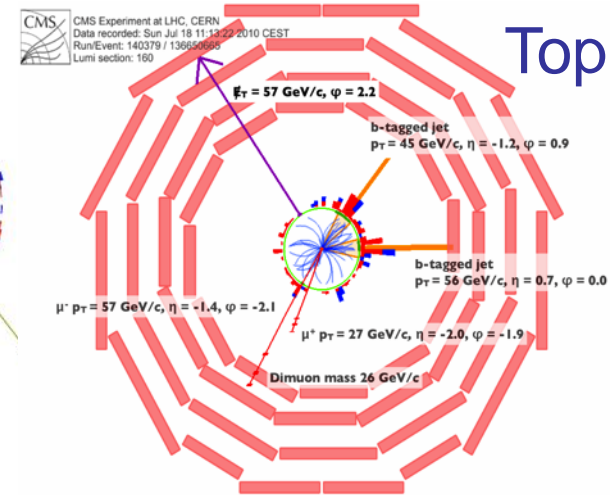 CMS
CMS Experiment at LHC, CERN
Data recorded: Sun Jul 18 11:13:22 2010 CEST
Run/Event: 140379 / 136650665
Lumi section: 160
Top
E̸T = 57 GeV/c, φ = 2.2
b-tagged jet
pT = 45 GeV/c, η = -1.2, φ = 0.9
b-tagged jet
pT = 56 GeV/c, η = 0.7, φ = 0.0
μ- pT = 57 GeV/c, η = -1.4, φ = -2.1
μ+ pT = 27 GeV/c, η = -2.0, φ = -1.9
Dimuon mass 26 GeV/c